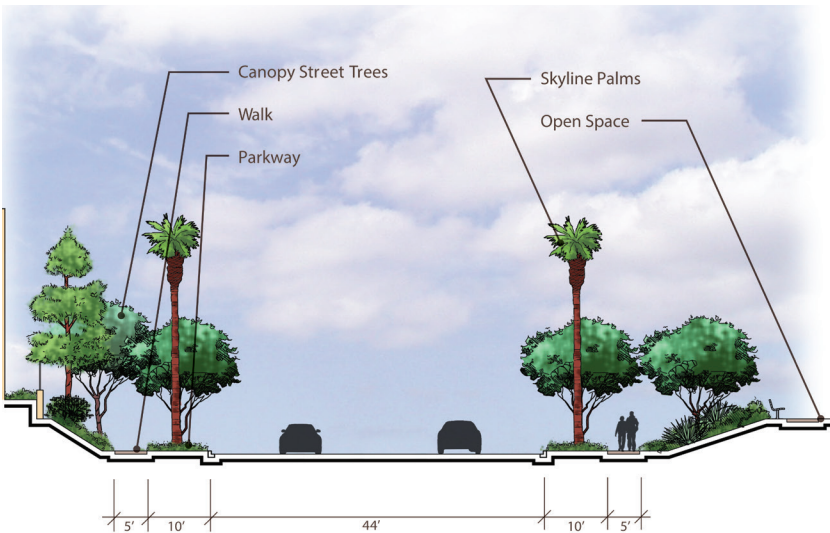 Canopy Street Trees
Walk
Parkway
Skyline Palms
Open Space
5’ 10’ 44’ 10’ 5’